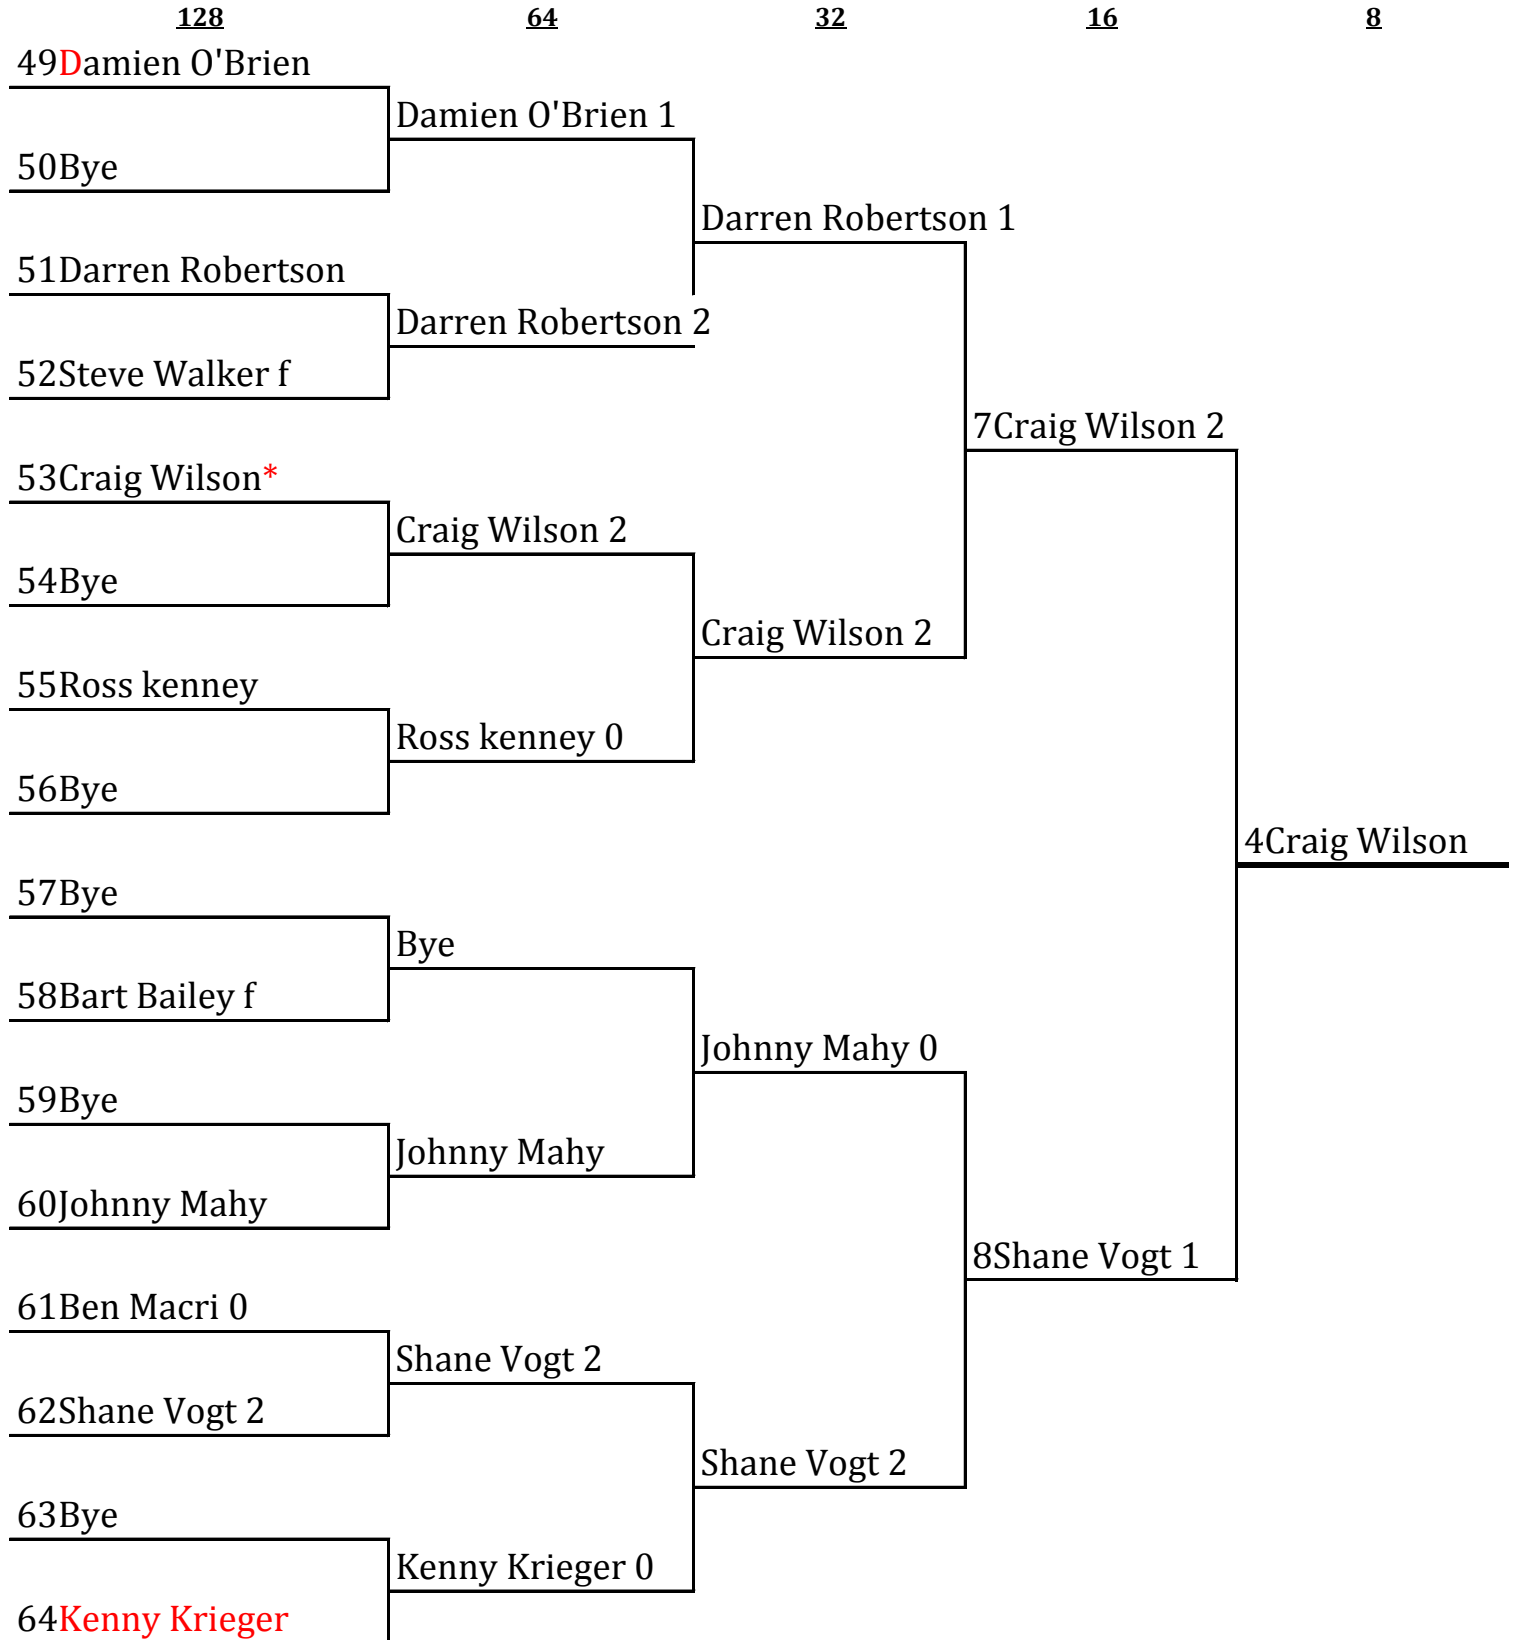 128 64 32 16 8
49Damien O'Brien
Damien O'Brien 1
50Bye
Darren Robertson 1
51Darren Robertson
Darren Robertson 2
52Steve Walker f
7Craig Wilson 2
53Craig Wilson*
Craig Wilson 2
54Bye
Craig Wilson 2
55Ross kenney
Ross kenney 0
56Bye
4Craig Wilson
57Bye
Bye
58Bart Bailey f
Johnny Mahy 0
59Bye
Johnny Mahy
60Johnny Mahy
8Shane Vogt 1
61Ben Macri 0
Shane Vogt 2
62Shane Vogt 2
Shane Vogt 2
63Bye
Kenny Krieger 0
64Kenny Krieger